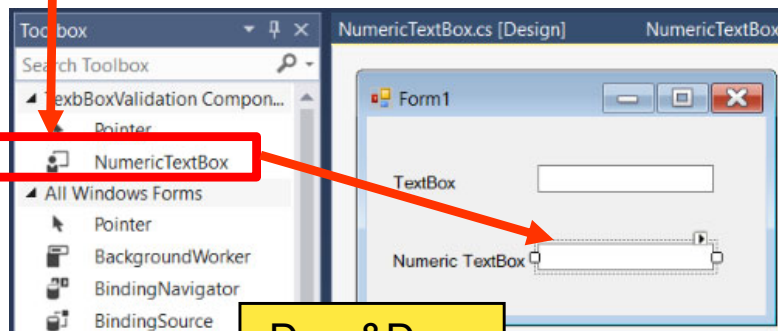 Toolbox
NumericTextBox.cs [Design] NumericTextBox
Search Toolbox
TexbBoxValidation Compon...
Form1
Pointer
NumericTextBox
TextBox
All Windows Forms
Pointer
BackgroundWorker
Numeric TextBox
BindingNavigator
BindingSource